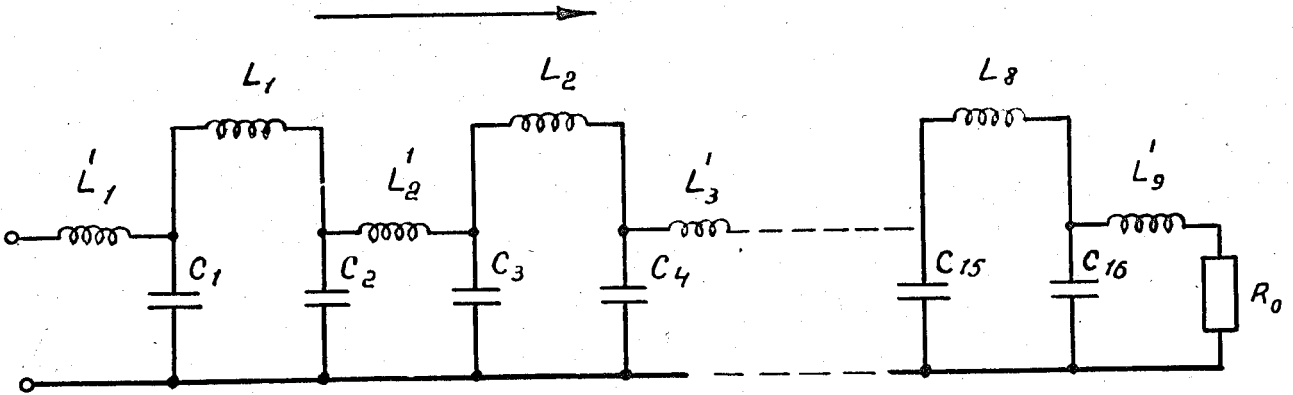 L₁
L₂
L₈
L'₁
L'₂
L'₃
L'₉
C₁
C₂
C₃
C₄
C₁₅
C₁₆
R₀